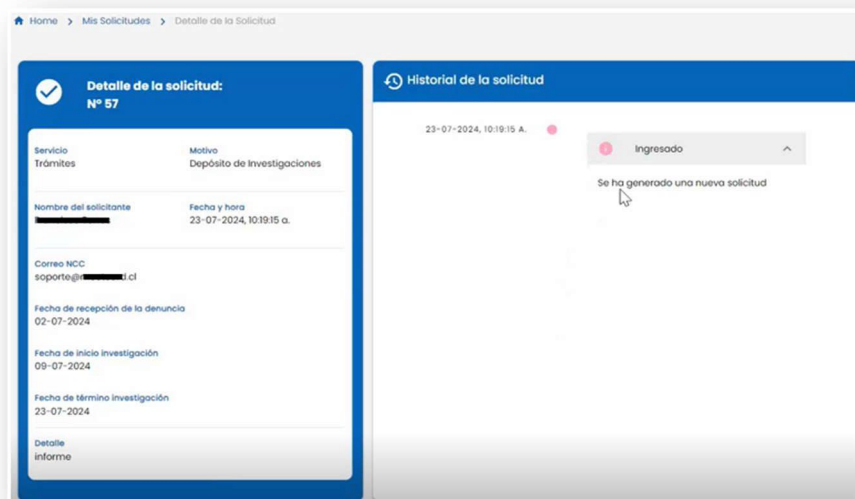 Home > Mis Solicitudes > Detalle de la Solicitud
Detalle de la solicitud:
N° 57
Servicio
Trámites
Motivo
Depósito de Investigaciones
Nombre del solicitante
Fecha y hora
23-07-2024, 10:19:15 a.
Correo NCC
soporte@ d.cl
Fecha de recepción de la denuncia
02-07-2024
Fecha de inicio investigación
09-07-2024
Fecha de término investigación
23-07-2024
Detalle
informe
Historial de la solicitud
23-07-2024, 10:19:15 A.
Ingresado
Se ha generado una nueva solicitud